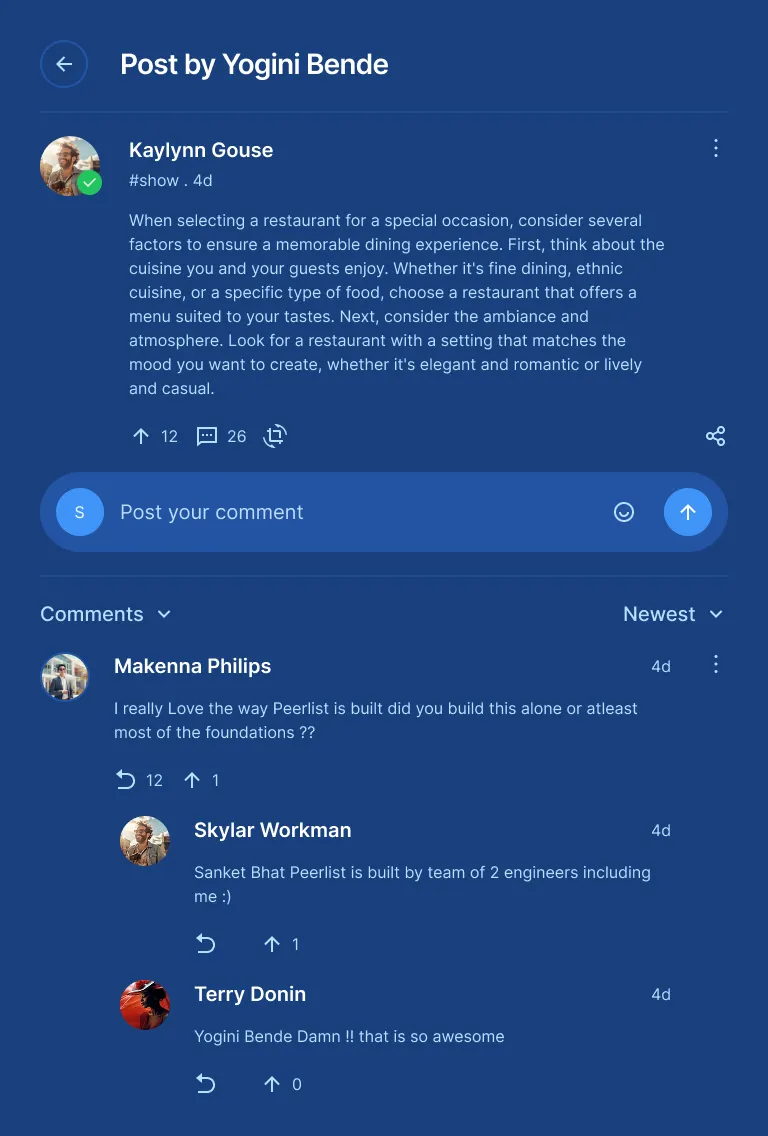 Post by Yogini Bende
Kaylynn Gouse
#show . 4d
When selecting a restaurant for a special occasion, consider several
factors to ensure a memorable dining experience. First, think about the
cuisine you and your guests enjoy. Whether it's fine dining, ethnic
cuisine, or a specific type of food, choose a restaurant that offers a
menu suited to your tastes. Next, consider the ambiance and
atmosphere. Look for a restaurant with a setting that matches the
mood you want to create, whether it's elegant and romantic or lively
and casual.
12 26
S Post your comment
Comments Newest
Makenna Philips 4d
I really Love the way Peerlist is built did you build this alone or atleast
most of the foundations ??
12 1
Skylar Workman 4d
Sanket Bhat Peerlist is built by team of 2 engineers including
me :)
1
Terry Donin 4d
Yogini Bende Damn !! that is so awesome
0